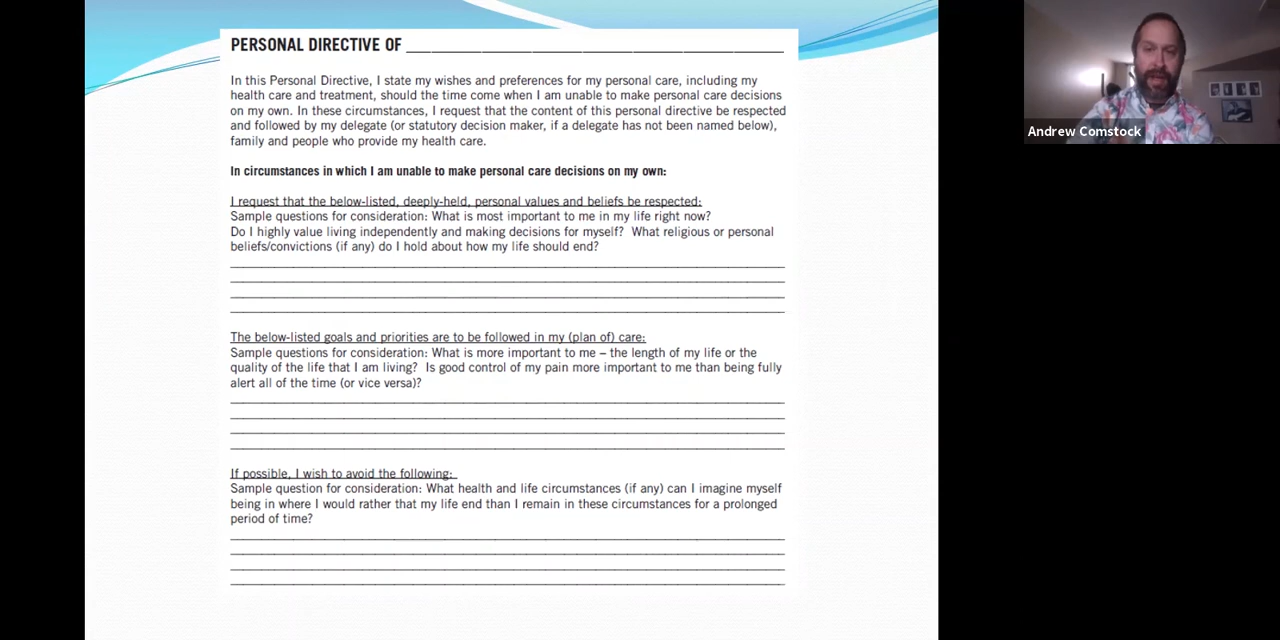 PERSONAL DIRECTIVE OF
In this Personal Directive, I state my wishes and preferences for my personal care, including my
health care and treatment, should the time come when I am unable to make personal care decisions
on my own. In these circumstances, I request that the content of this personal directive be respected
and followed by my delegate (or statutory decision maker, if a delegate has not been named below),
family and people who provide my health care.
In circumstances in which I am unable to make personal care decisions on my own:
I request that the below-listed, deeply-held, personal values and beliefs be respected:
Sample questions for consideration: What is most important to me in my life right now?
Do I highly value living independently and making decisions for myself? What religious or personal
beliefs/convictions (if any) do I hold about how my life should end?
The below-listed goals and priorities are to be followed in my (plan of) care:
Sample questions for consideration: What is more important to me – the length of my life or the
quality of the life that I am living? Is good control of my pain more important to me than being fully
alert all of the time (or vice versa)?
If possible, I wish to avoid the following:
Sample question for consideration: What health and life circumstances (if any) can I imagine myself
being in where I would rather that my life end than I remain in these circumstances for a prolonged
period of time?
Andrew Comstock